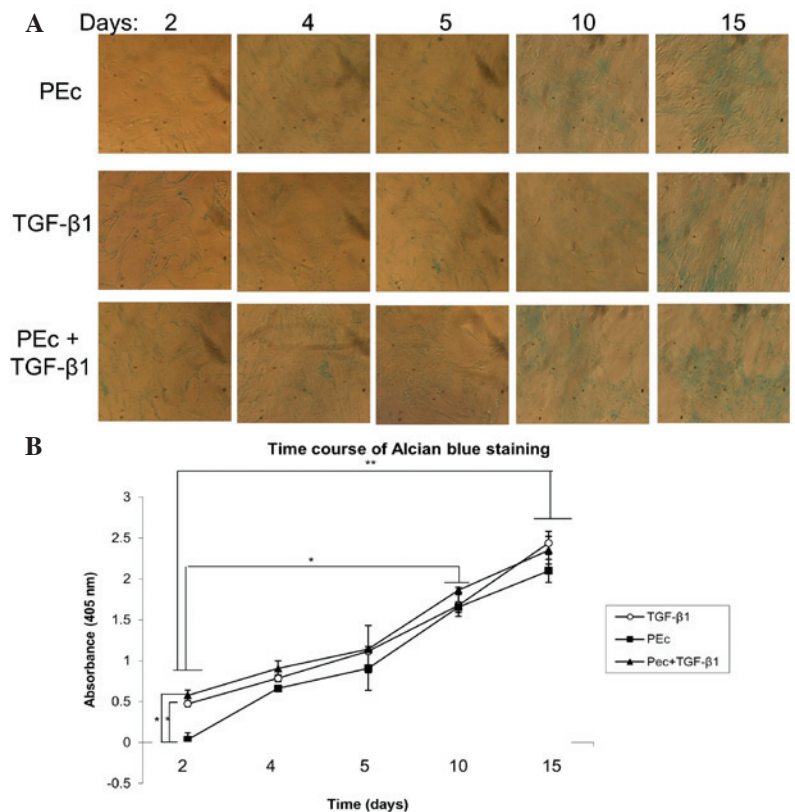 A
Days: 2 4 5 10 15
PEc
TGF-β1
PEc +
TGF-β1
B
Time course of Alcian blue staining
**
*
* *
Absorbance (405 nm)
3
2.5
2
1.5
1
0.5
0
-0.5
2 4 5 10 15
Time (days)
TGF-β1
PEc
Pec+TGF-β1